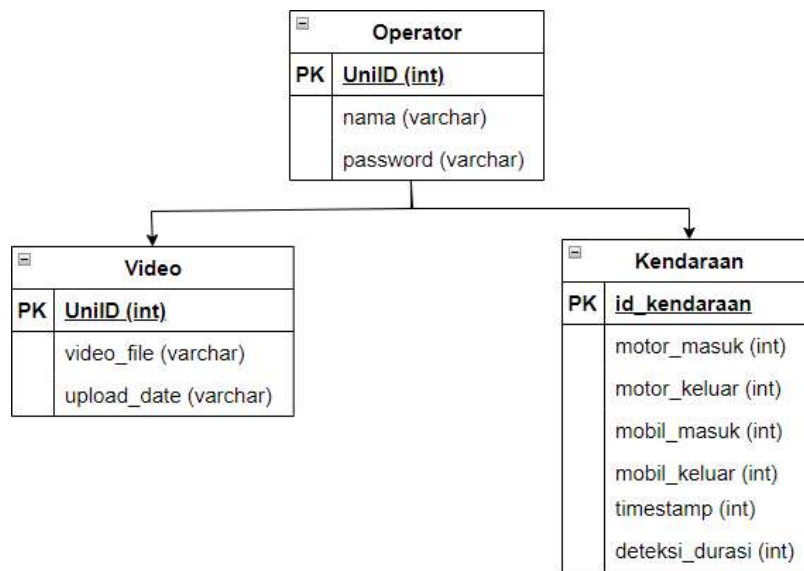 Operator
PK UniID (int)
nama (varchar)
password (varchar)
Video
PK UniID (int)
video_file (varchar)
upload_date (varchar)
Kendaraan
PK id_kendaraan
motor_masuk (int)
motor_keluar (int)
mobil_masuk (int)
mobil_keluar (int)
timestamp (int)
deteksi_durasi (int)